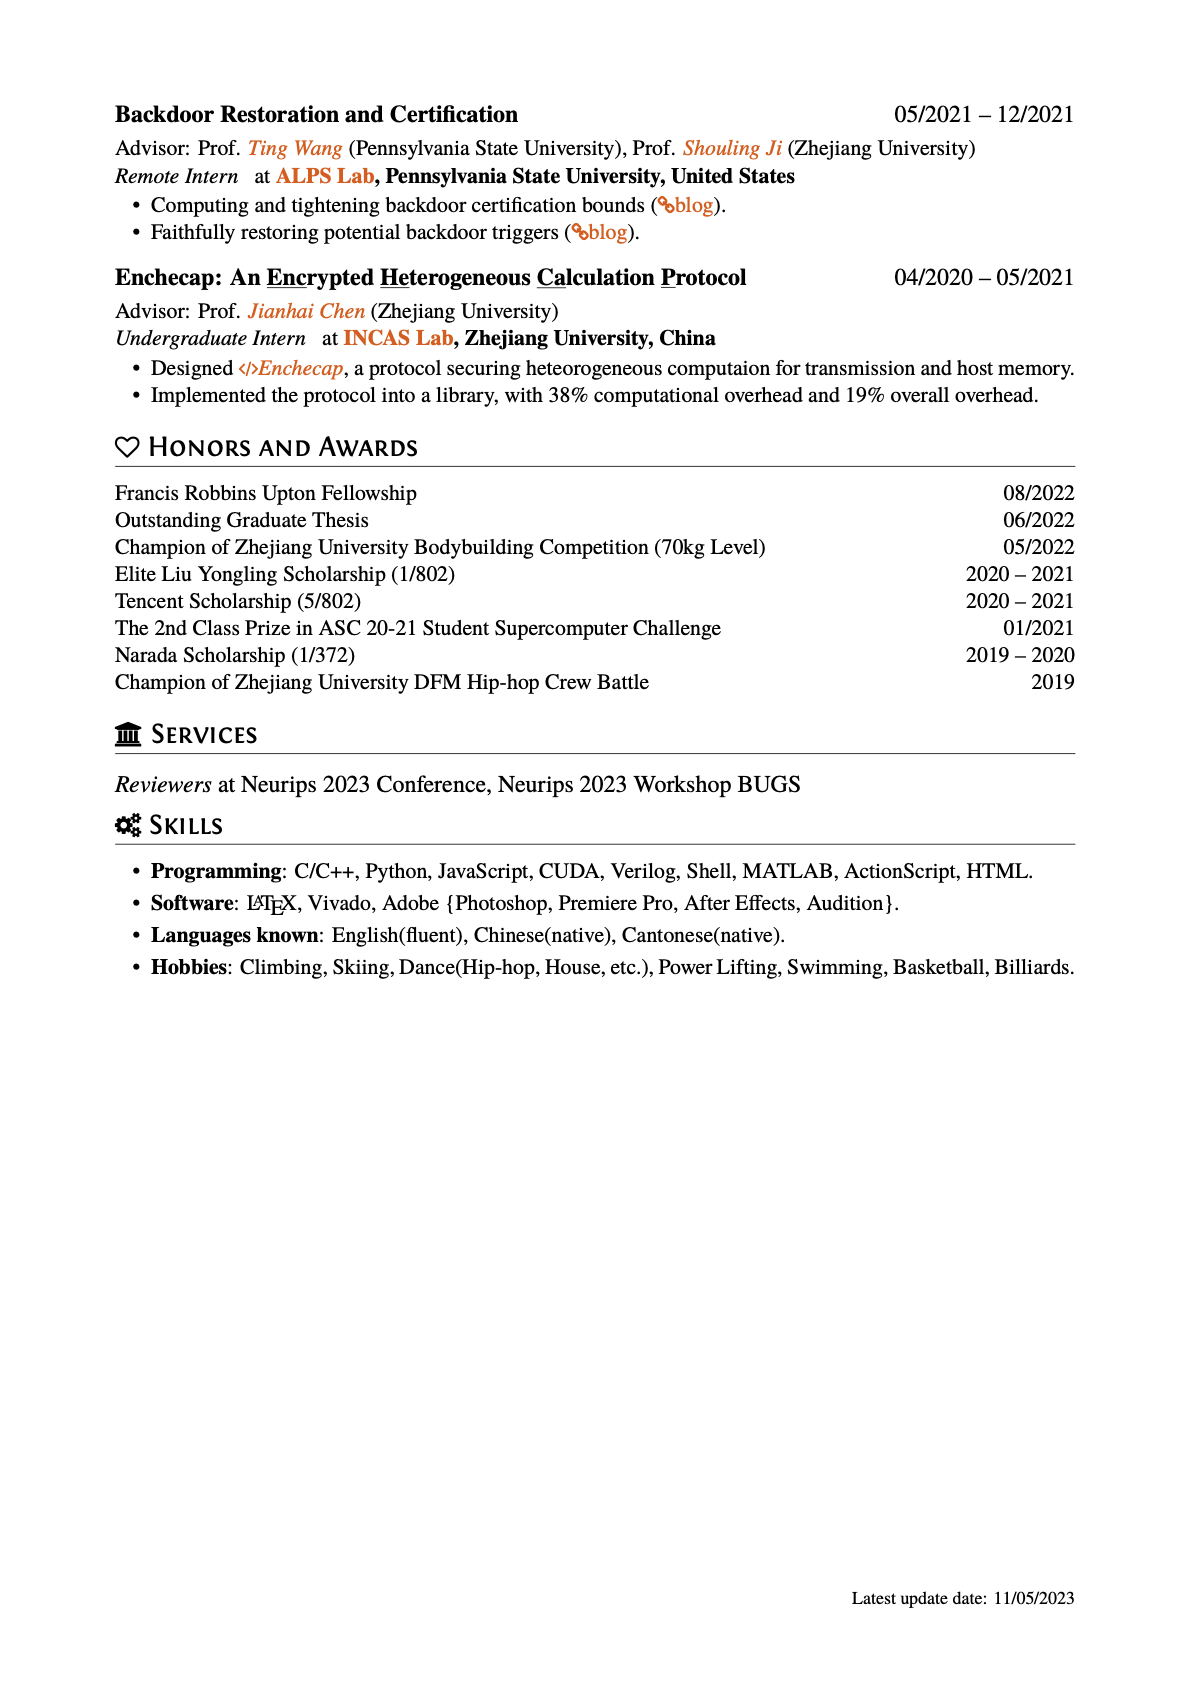 Backdoor Restoration and Certification 05/2021 – 12/2021
Advisor: Prof. Ting Wang (Pennsylvania State University), Prof. Shouling Ji (Zhejiang University)
Remote Intern at ALPS Lab, Pennsylvania State University, United States
• Computing and tightening backdoor certification bounds (blog).
• Faithfully restoring potential backdoor triggers (blog).
Enchecap: An Encrypted Heterogeneous Calculation Protocol 04/2020 – 05/2021
Advisor: Prof. Jianhai Chen (Zhejiang University)
Undergraduate Intern at INCAS Lab, Zhejiang University, China
• Designed </>Enchecap, a protocol securing heteorogeneous computaion for transmission and host memory.
• Implemented the protocol into a library, with 38% computational overhead and 19% overall overhead.
Honors and Awards
Francis Robbins Upton Fellowship 08/2022
Outstanding Graduate Thesis 06/2022
Champion of Zhejiang University Bodybuilding Competition (70kg Level) 05/2022
Elite Liu Yongling Scholarship (1/802) 2020 – 2021
Tencent Scholarship (5/802) 2020 – 2021
The 2nd Class Prize in ASC 20-21 Student Supercomputer Challenge 01/2021
Narada Scholarship (1/372) 2019 – 2020
Champion of Zhejiang University DFM Hip-hop Crew Battle 2019
Services
Reviewers at Neurips 2023 Conference, Neurips 2023 Workshop BUGS
Skills
• Programming: C/C++, Python, JavaScript, CUDA, Verilog, Shell, MATLAB, ActionScript, HTML.
• Software: LATEX, Vivado, Adobe {Photoshop, Premiere Pro, After Effects, Audition}.
• Languages known: English(fluent), Chinese(native), Cantonese(native).
• Hobbies: Climbing, Skiing, Dance(Hip-hop, House, etc.), Power Lifting, Swimming, Basketball, Billiards.
Latest update date: 11/05/2023